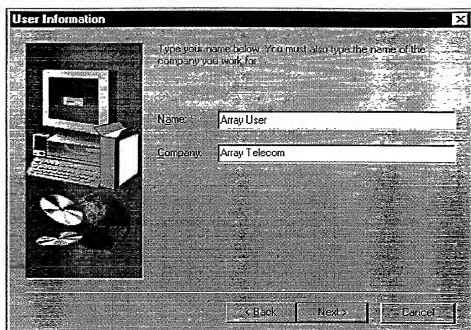 User Information
Type your name below. You must also type the name of the
company you work for.
Name: Array User
Company: Array Telecom
< Back Next > Cancel